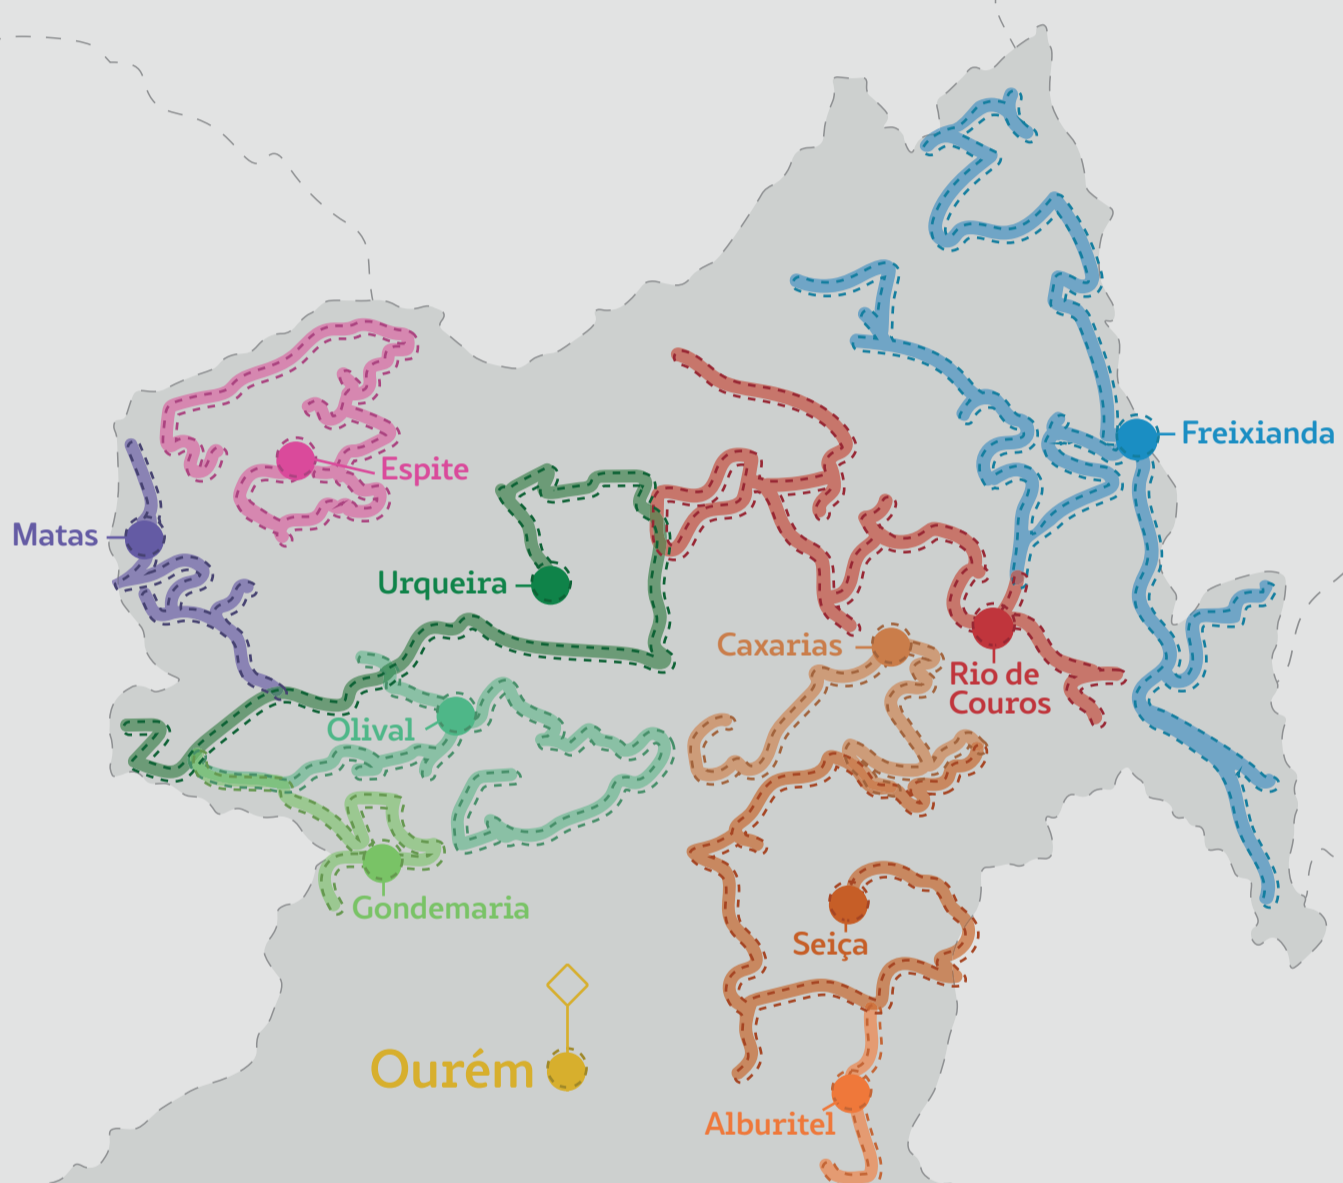 Freixianda
Espite
Matas
Urqueira
Caxarias
Rio de
Couros
Olival
Gondemaria
Seiça
Ourém
Alburitel